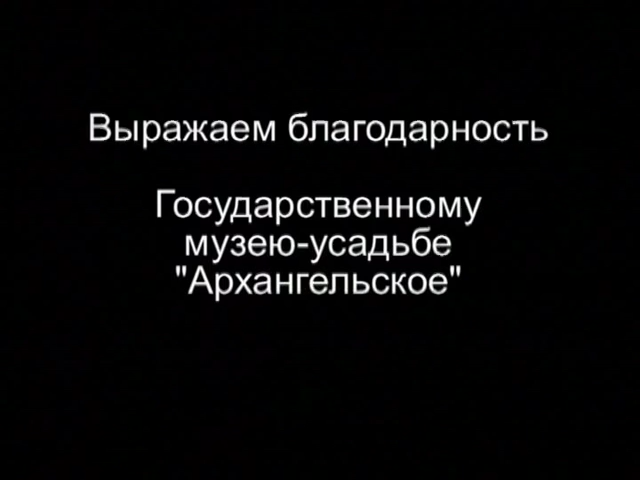 Выражаем благодарность
Государственному
музею-усадьбе
"Архангельское"